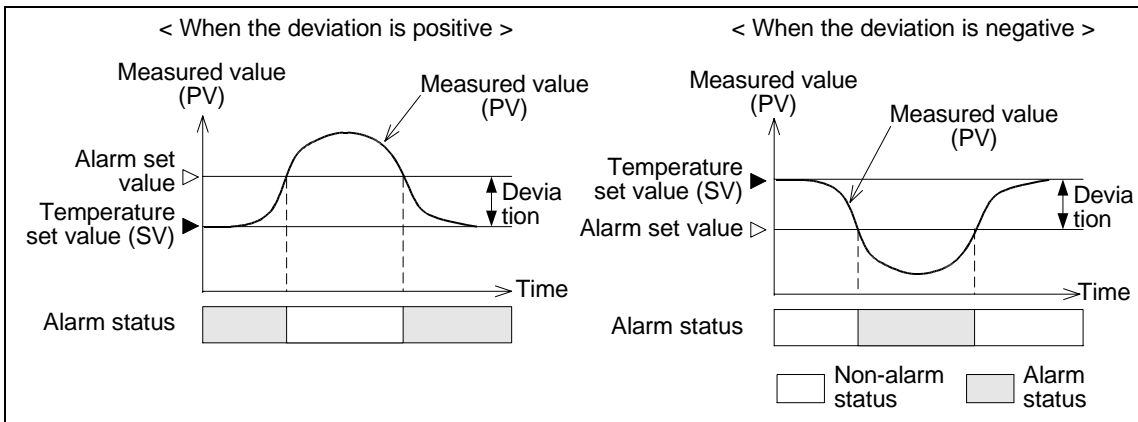 < When the deviation is positive >
Measured value
(PV)
Measured value
(PV)
Alarm set
value
Temperature
set value (SV)
Devia
tion
Time
Alarm status
< When the deviation is negative >
Measured value
(PV)
Measured value
(PV)
Temperature
set value (SV)
Alarm set value
Devia
tion
Time
Alarm status
Non-alarm
status
Alarm
status